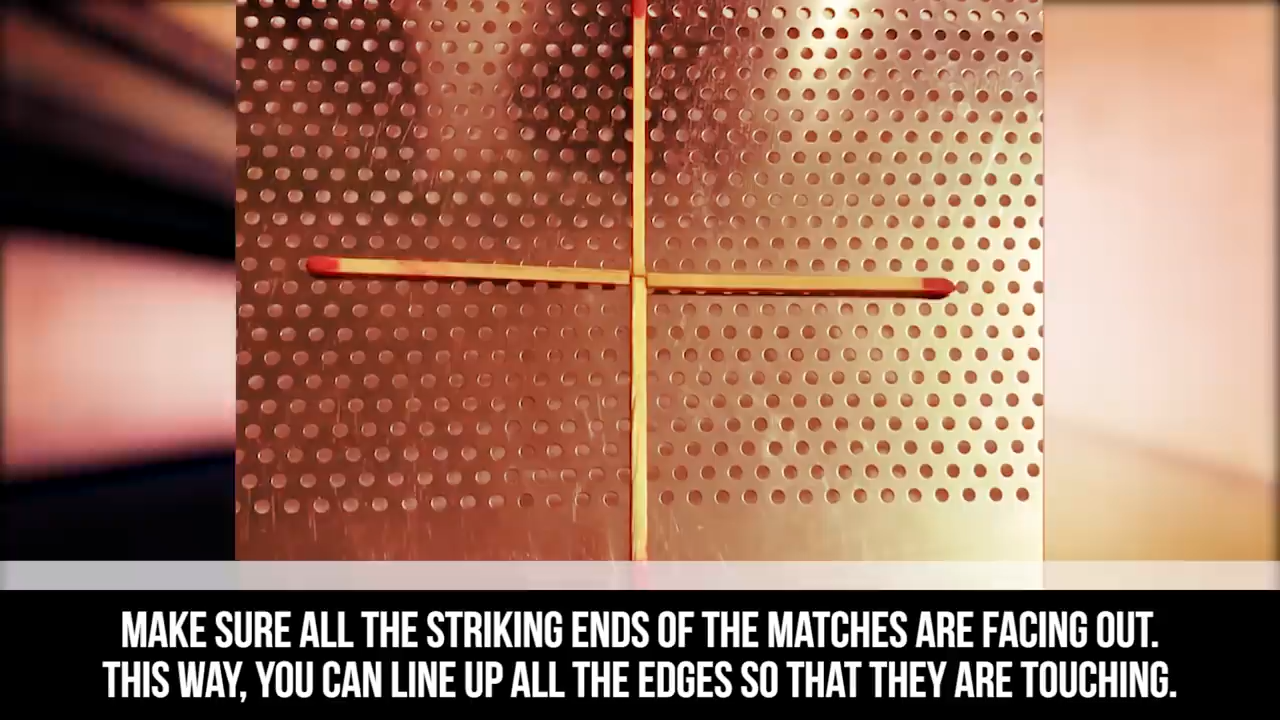 MAKE SURE ALL THE STRIKING ENDS OF THE MATCHES ARE FACING OUT.
THIS WAY, YOU CAN LINE UP ALL THE EDGES SO THAT THEY ARE TOUCHING.